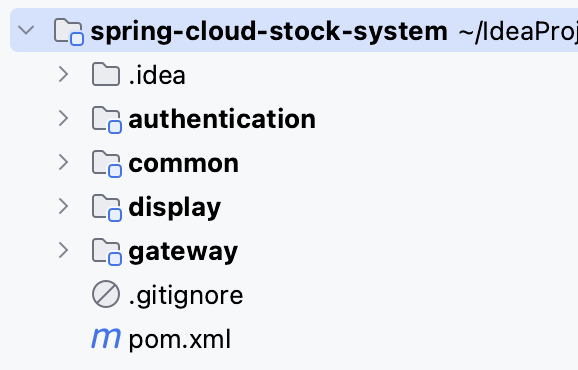 spring-cloud-stock-system ~/IdeaProj
.idea
authentication
common
display
gateway
.gitignore
m pom.xml